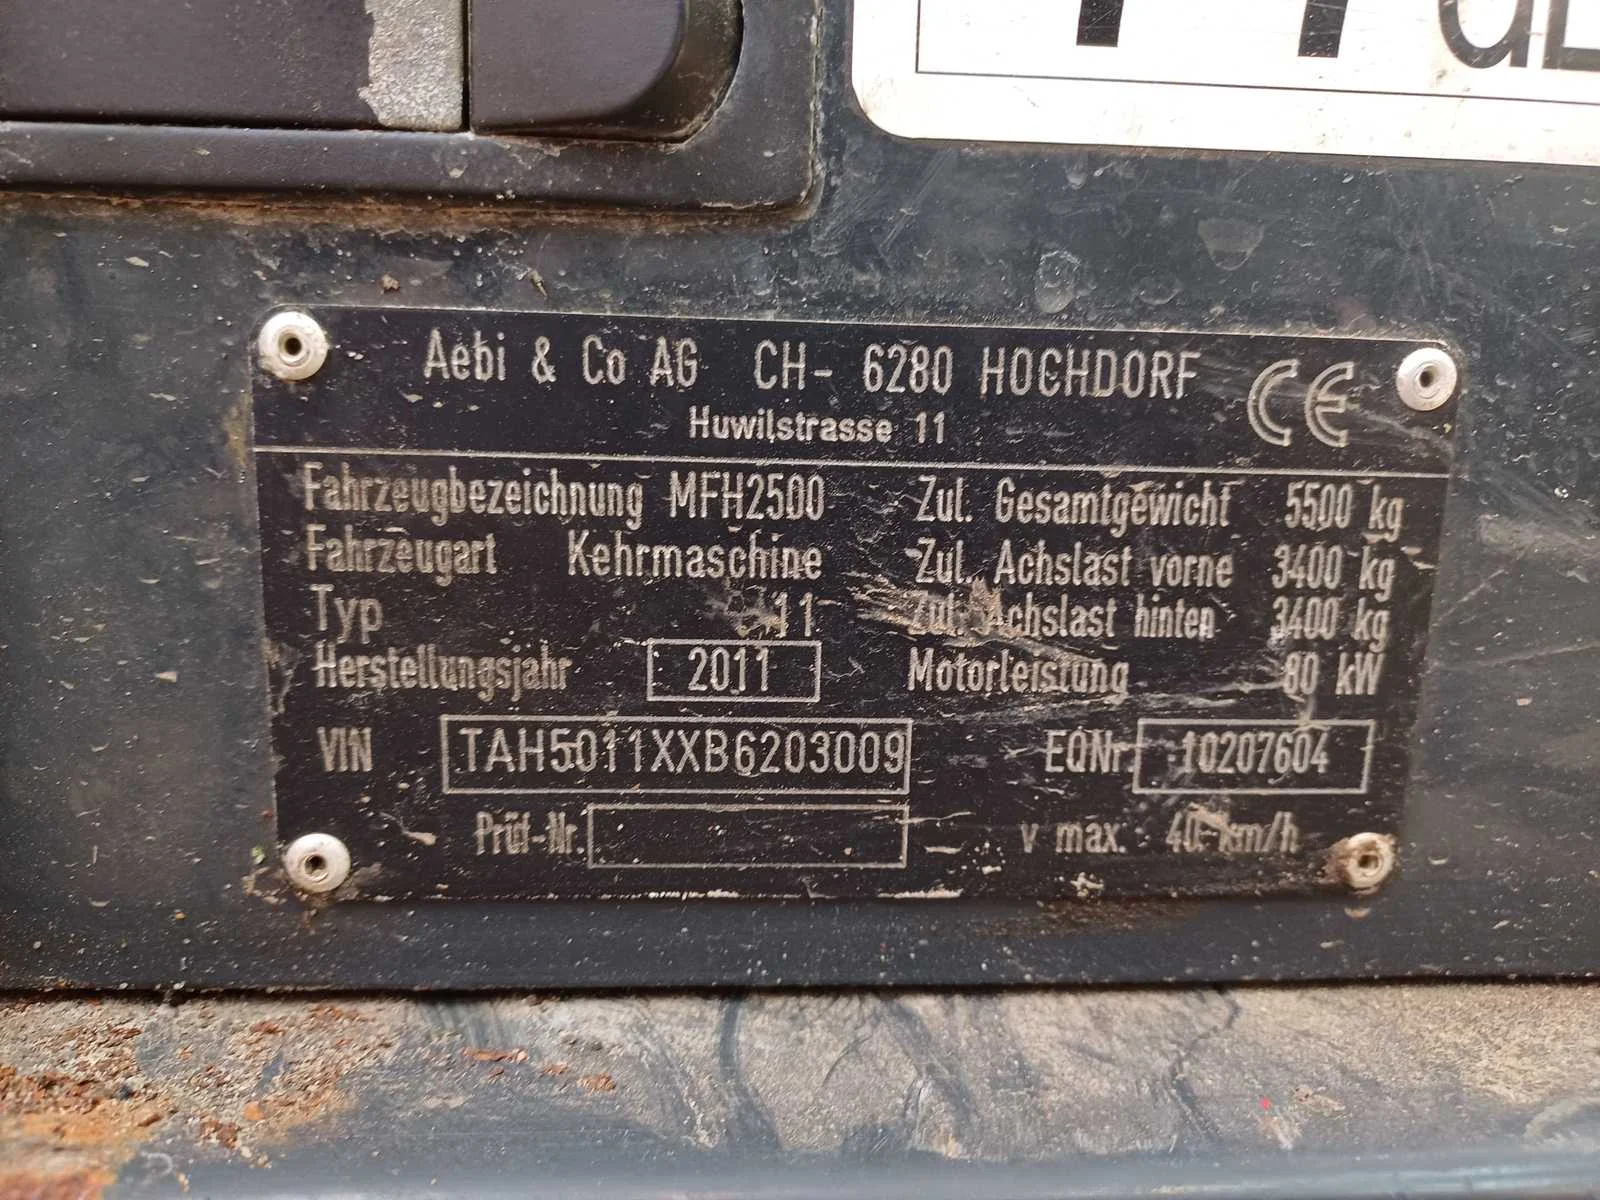 Aebi & Co AG CH- 6280 HOCHDORF
Huwilstrasse 11
CE
Fahrzeugbezeichnung MFH2500 Zul. Gesamtgewicht 5500 kg
Fahrzeugart Kehrmaschine Zul. Achslast vorne 3400 kg
Typ Zul. Achslast hinten 3400 kg
Herstellungsjahr 2011 Motorleistung 80 kW
VIN TAH5011XXB6203009 EQNr. 10207604
Prüf-Nr. v max. 40 km/h